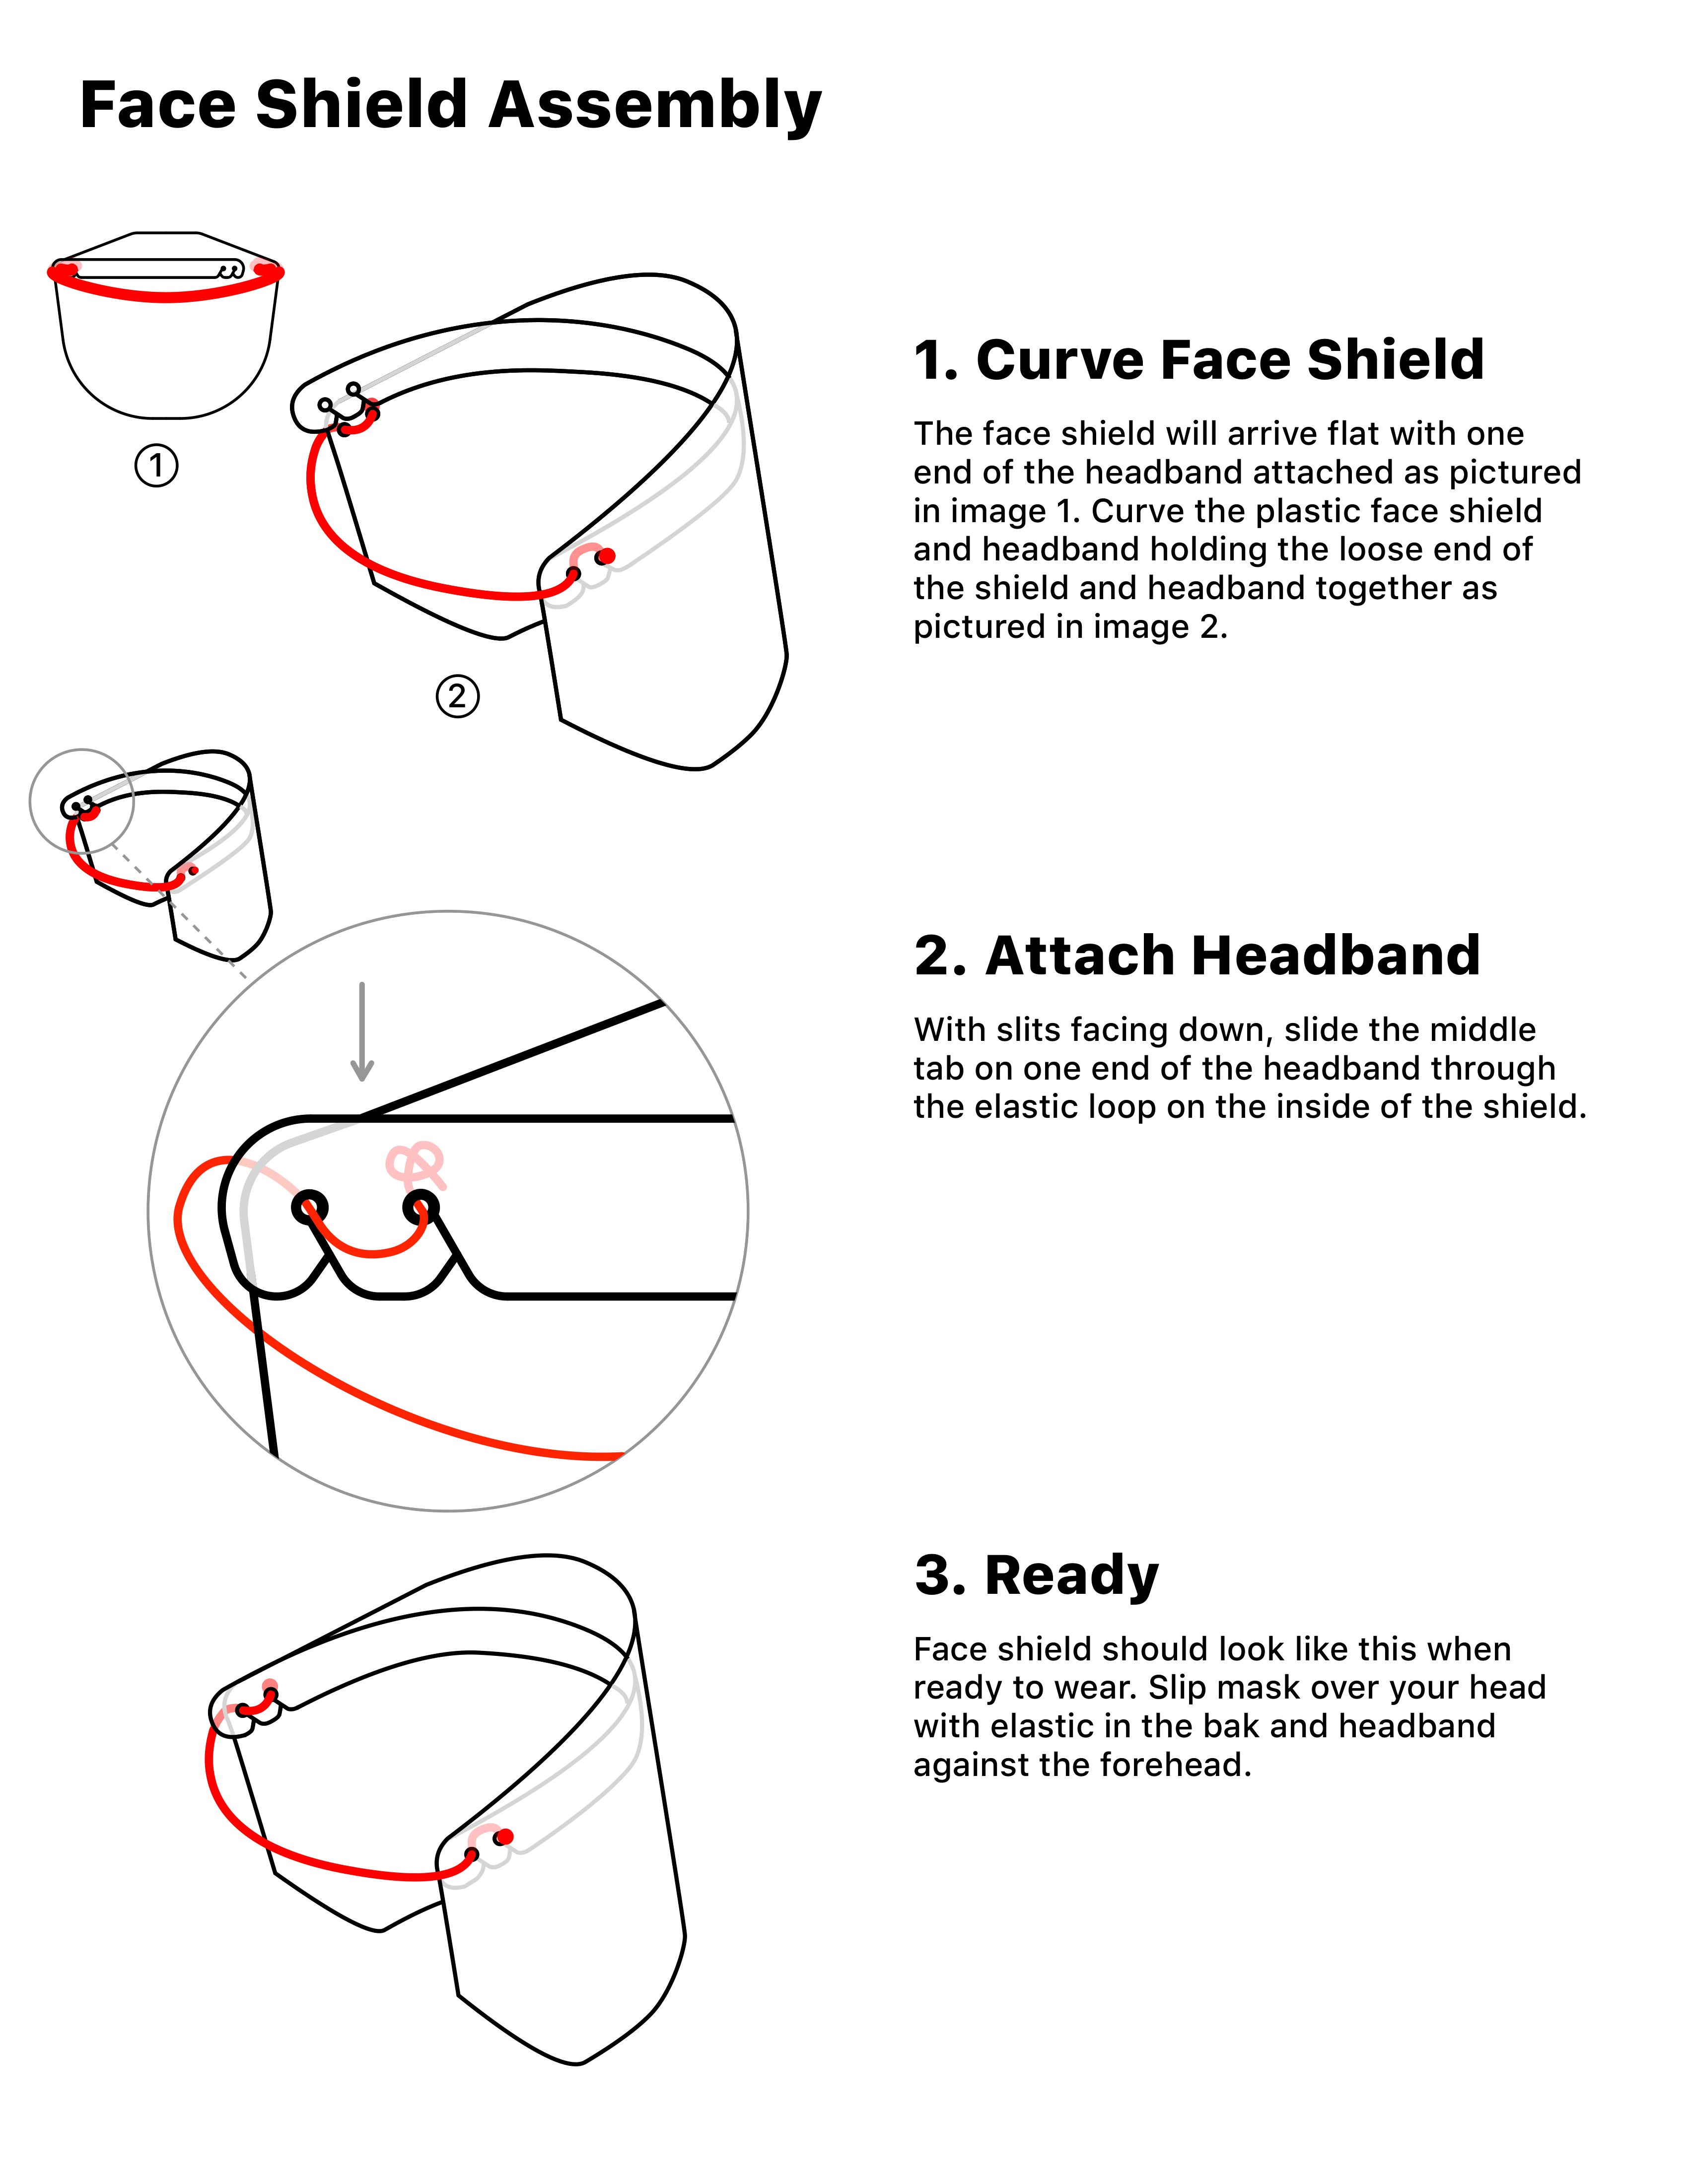 Face Shield Assembly
1
2
1. Curve Face Shield
The face shield will arrive flat with one
end of the headband attached as pictured
in image 1. Curve the plastic face shield
and headband holding the loose end of
the shield and headband together as
pictured in image 2.
2. Attach Headband
With slits facing down, slide the middle
tab on one end of the headband through
the elastic loop on the inside of the shield.
3. Ready
Face shield should look like this when
ready to wear. Slip mask over your head
with elastic in the bak and headband
against the forehead.